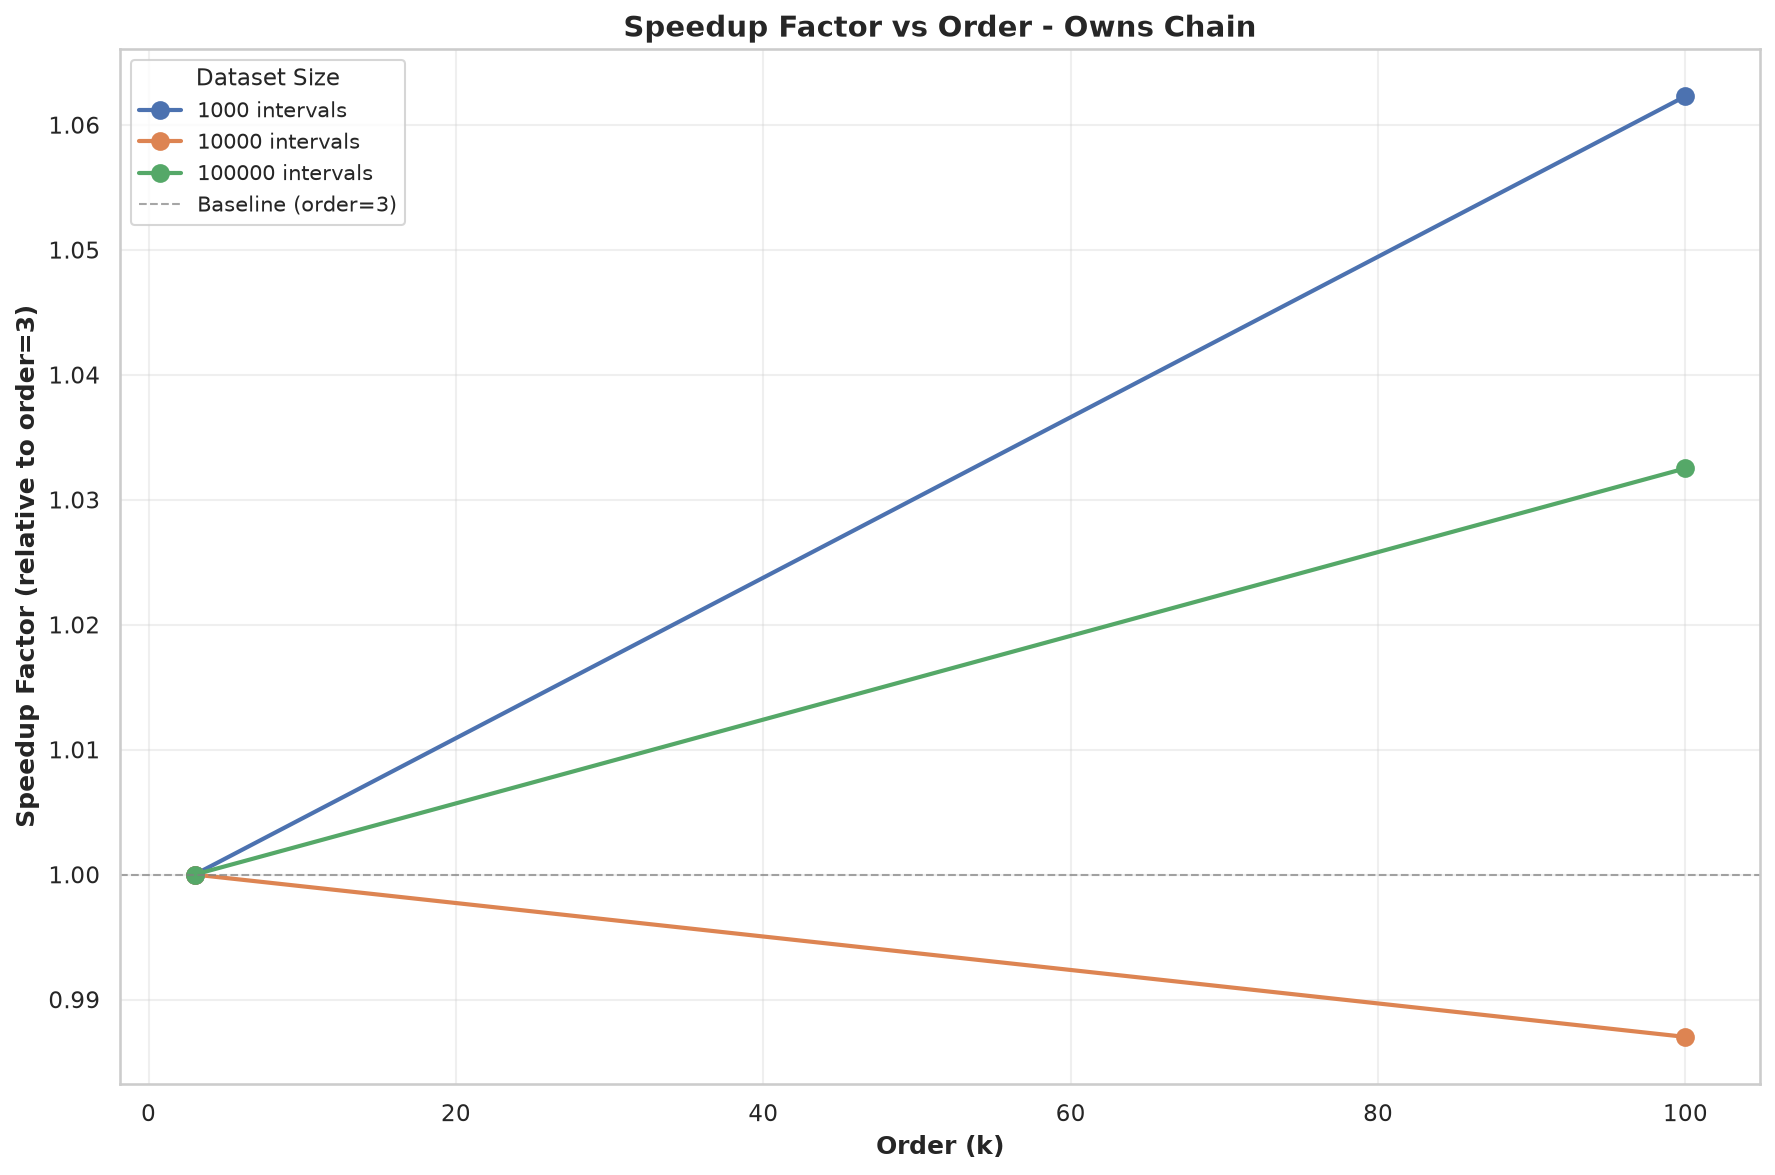 Speedup Factor vs Order - Owns Chain
Dataset Size
1000 intervals
10000 intervals
100000 intervals
Baseline (order=3)
Speedup Factor (relative to order=3)
1.06
1.05
1.04
1.03
1.02
1.01
1.00
0.99
0
20
40
60
80
100
Order (k)